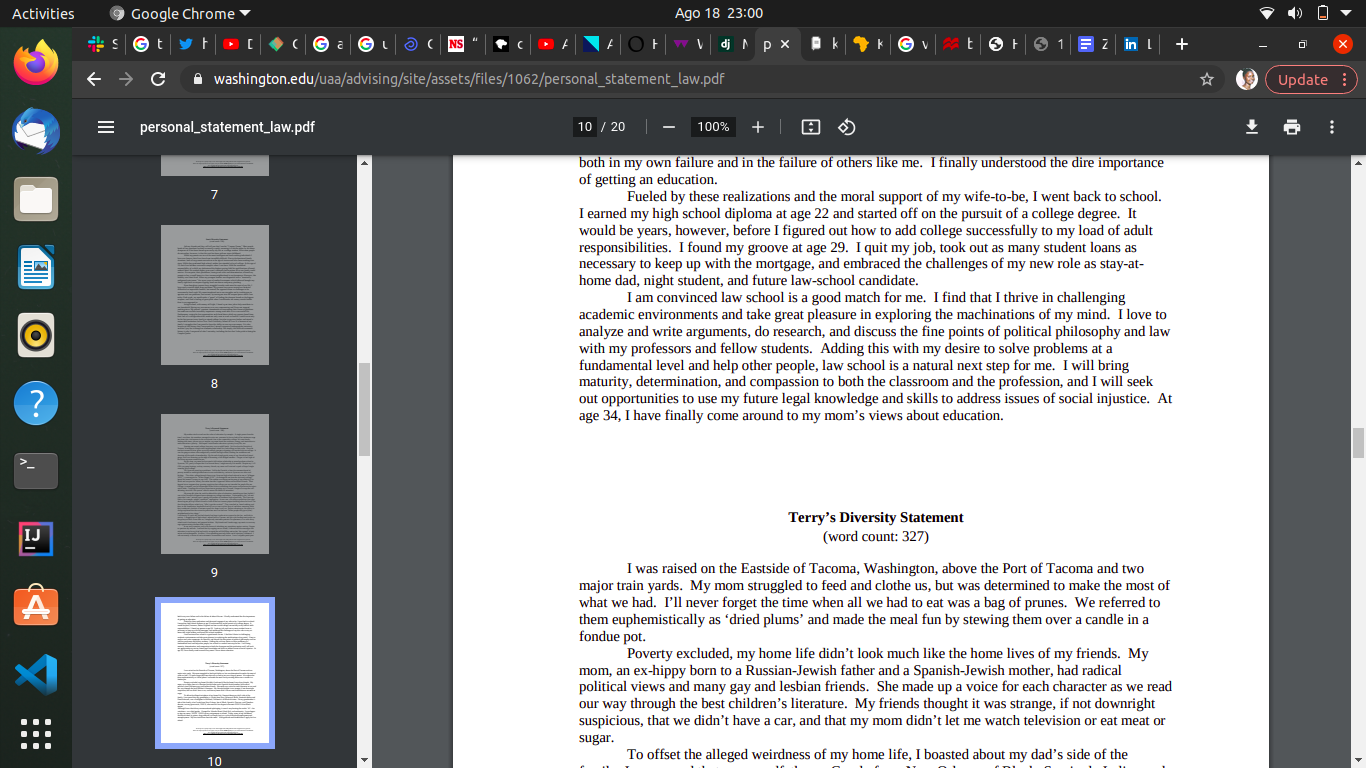 Activities
Google Chrome
Ago 18 23:00
S
t
h
D
C
a
u
C
“
c
A
A
H
W
M
p
k
K
v
b
H
1
Z
L
washington.edu/uaa/advising/site/assets/files/1062/personal_statement_law.pdf
Update
personal_statement_law.pdf
10 / 20
100%
7
8
9
10
both in my own failure and in the failure of others like me. I finally understood the dire importance
of getting an education.
Fueled by these realizations and the moral support of my wife-to-be, I went back to school.
I earned my high school diploma at age 22 and started off on the pursuit of a college degree. It
would be years, however, before I figured out how to add college successfully to my load of adult
responsibilities. I found my groove at age 29. I quit my job, took out as many student loans as
necessary to keep up with the mortgage, and embraced the challenges of my new role as stay-at-
home dad, night student, and future law-school candidate.
I am convinced law school is a good match for me. I find that I thrive in challenging
academic environments and take great pleasure in exploring the machinations of my mind. I love to
analyze and write arguments, do research, and discuss the fine points of political philosophy and law
with my professors and fellow students. Adding this with my desire to solve problems at a
fundamental level and help other people, law school is a natural next step for me. I will bring
maturity, determination, and compassion to both the classroom and the profession, and I will seek
out opportunities to use my future legal knowledge and skills to address issues of social injustice. At
age 34, I have finally come around to my mom’s views about education.
Terry’s Diversity Statement
(word count: 327)
I was raised on the Eastside of Tacoma, Washington, above the Port of Tacoma and two
major train yards. My mom struggled to feed and clothe us, but was determined to make the most of
what we had. I’ll never forget the time when all we had to eat was a bag of prunes. We referred to
them euphemistically as ‘dried plums’ and made the meal fun by stewing them over a candle in a
fondue pot.
Poverty excluded, my home life didn’t look much like the home lives of my friends. My
mom, an ex-hippy born to a Russian-Jewish father and a Spanish-Jewish mother, had radical
political views and many gay and lesbian friends. She made up a voice for each character as we read
our way through the best children’s literature. My friends thought it was strange, if not downright
suspicious, that we didn’t have a car, and that my mom didn’t let me watch television or eat meat or
sugar.
To offset the alleged weirdness of my home life, I boasted about my dad’s side of the